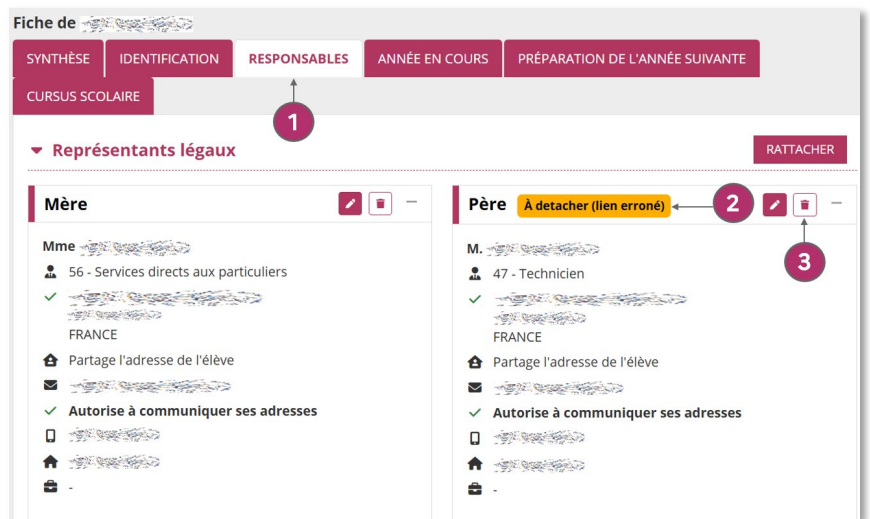 Fiche de
SYNTHÈSE IDENTIFICATION RESPONSABLES ANNÉE EN COURS PRÉPARATION DE L'ANNÉE SUIVANTE
CURSUS SCOLAIRE
1
Représentants légaux
RATTACHER
Mère
Mme
56 - Services directs aux particuliers
FRANCE
Partage l'adresse de l'élève
Autorise à communiquer ses adresses
-
Père À detacher (lien erroné) 2
3
M.
47 - Technicien
FRANCE
Partage l'adresse de l'élève
Autorise à communiquer ses adresses
-